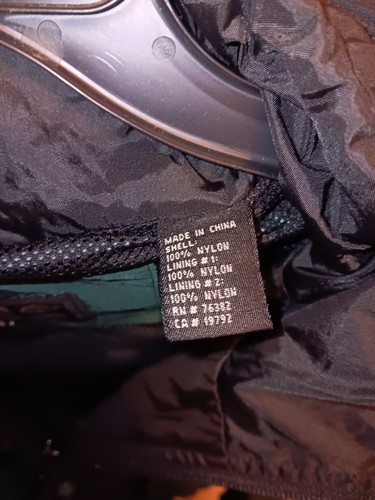 MADE IN CHINA
SHELL:
100% NYLON
LINING #1:
100% NYLON
LINING #2:
100% NYLON
RN # 76382
CA # 19792